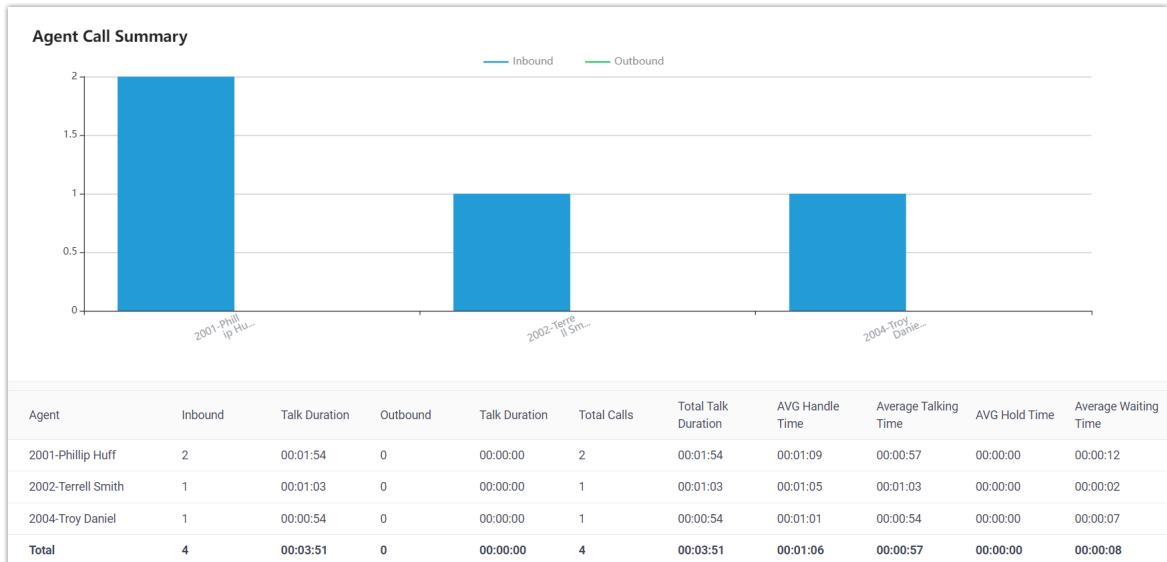 Agent Call Summary
Inbound Outbound
2
1.5
1
0.5
0
2001-Phill
ip Hu...
2002-Terre
ll Sm...
2004-Troy
Danie...
Agent Inbound Talk Duration Outbound Talk Duration Total Calls Total Talk Duration AVG Handle Time Average Talking Time AVG Hold Time Average Waiting Time
2001-Phillip Huff 2 00:01:54 0 00:00:00 2 00:01:54 00:01:09 00:00:57 00:00:00 00:00:12
2002-Terrell Smith 1 00:01:03 0 00:00:00 1 00:01:03 00:01:05 00:01:03 00:00:00 00:00:02
2004-Troy Daniel 1 00:00:54 0 00:00:00 1 00:00:54 00:01:01 00:00:54 00:00:00 00:00:07
Total 4 00:03:51 0 00:00:00 4 00:03:51 00:01:06 00:00:57 00:00:00 00:00:08